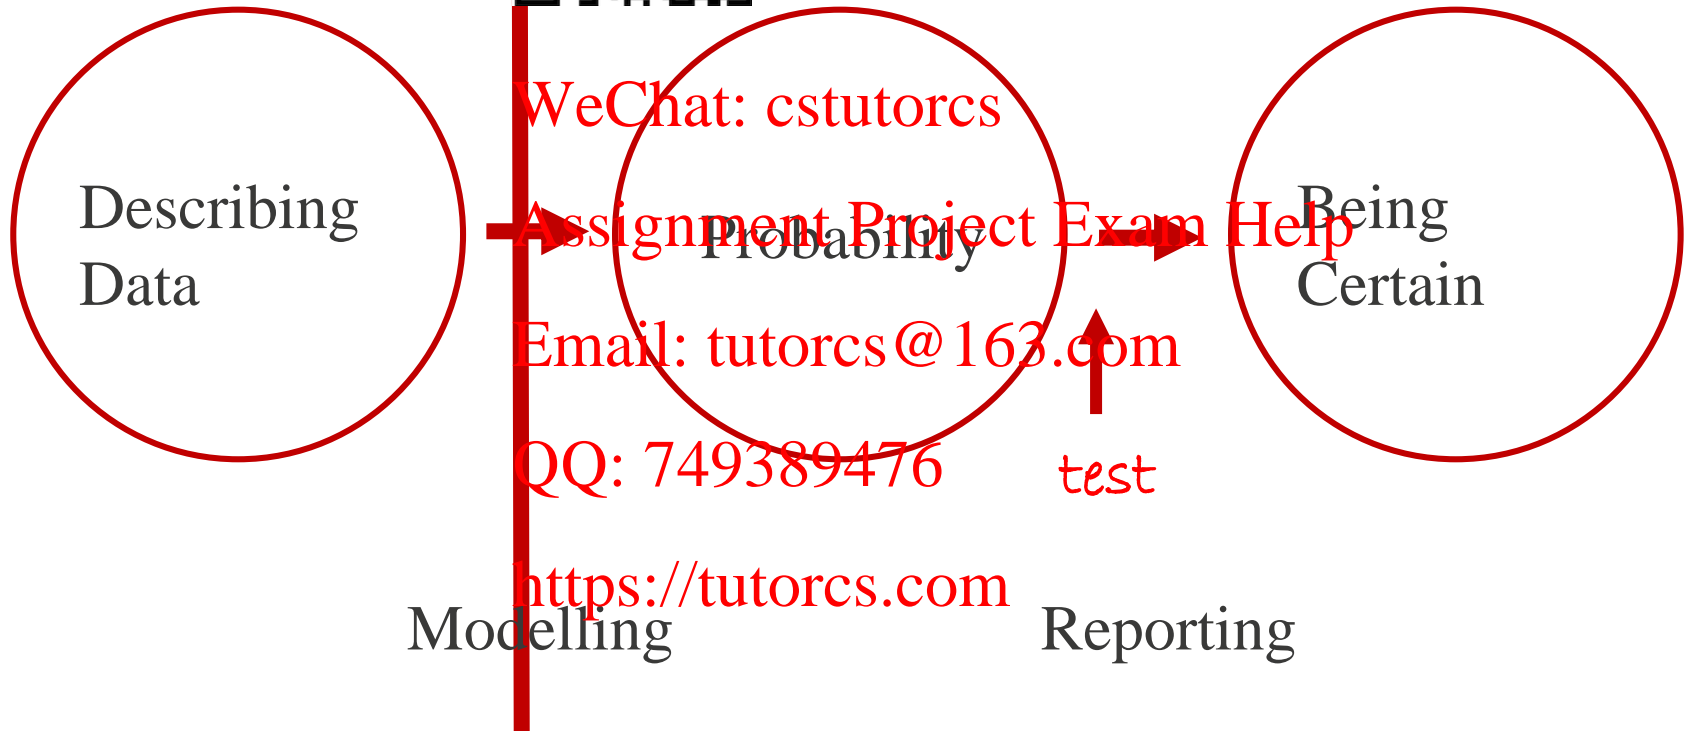 WeChat: cstutorcs
Describing
Data
Assignment Project Exam Help
Probability
Being
Certain
Email: tutorcs@163.com
QQ: 749389476
test
https://tutorcs.com
Modelling
Reporting